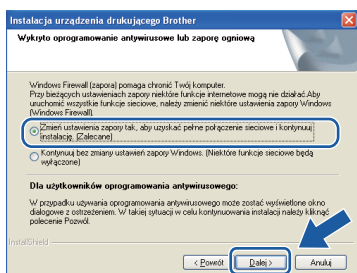 Instalacja urządzenia drukującego Brother
Wykryto oprogramowanie antywirusowe lub zaporę ogniową
Windows Firewall (zapora) pomaga chronić Twój komputer.
Przy bieżących ustawieniach zapory niektóre funkcje internetowe mogą nie działać.Aby
uruchomić wszystkie funkcje sieciowe, należy zmienić niektóre ustawienia zapory Windows
(Windows Firewall).
Zmień ustawienia zapory tak, aby uzyskać pełne połączenie sieciowe i kontynuuj
instalację. (Zalecane)
Kontynuuj bez zmiany ustawień zapory Windows. (Niektóre funkcje sieciowe będą
wyłączone)
Dla użytkowników oprogramowania antywirusowego:
W przypadku używania oprogramowania antywirusowego może zostać wyświetlone okno
dialogowe z ostrzeżeniem. W takiej sytuacji w celu kontynuowania instalacji należy kliknąć
polecenie Pozwól.
InstallShield
< Powrót
Dalej >
Anuluj